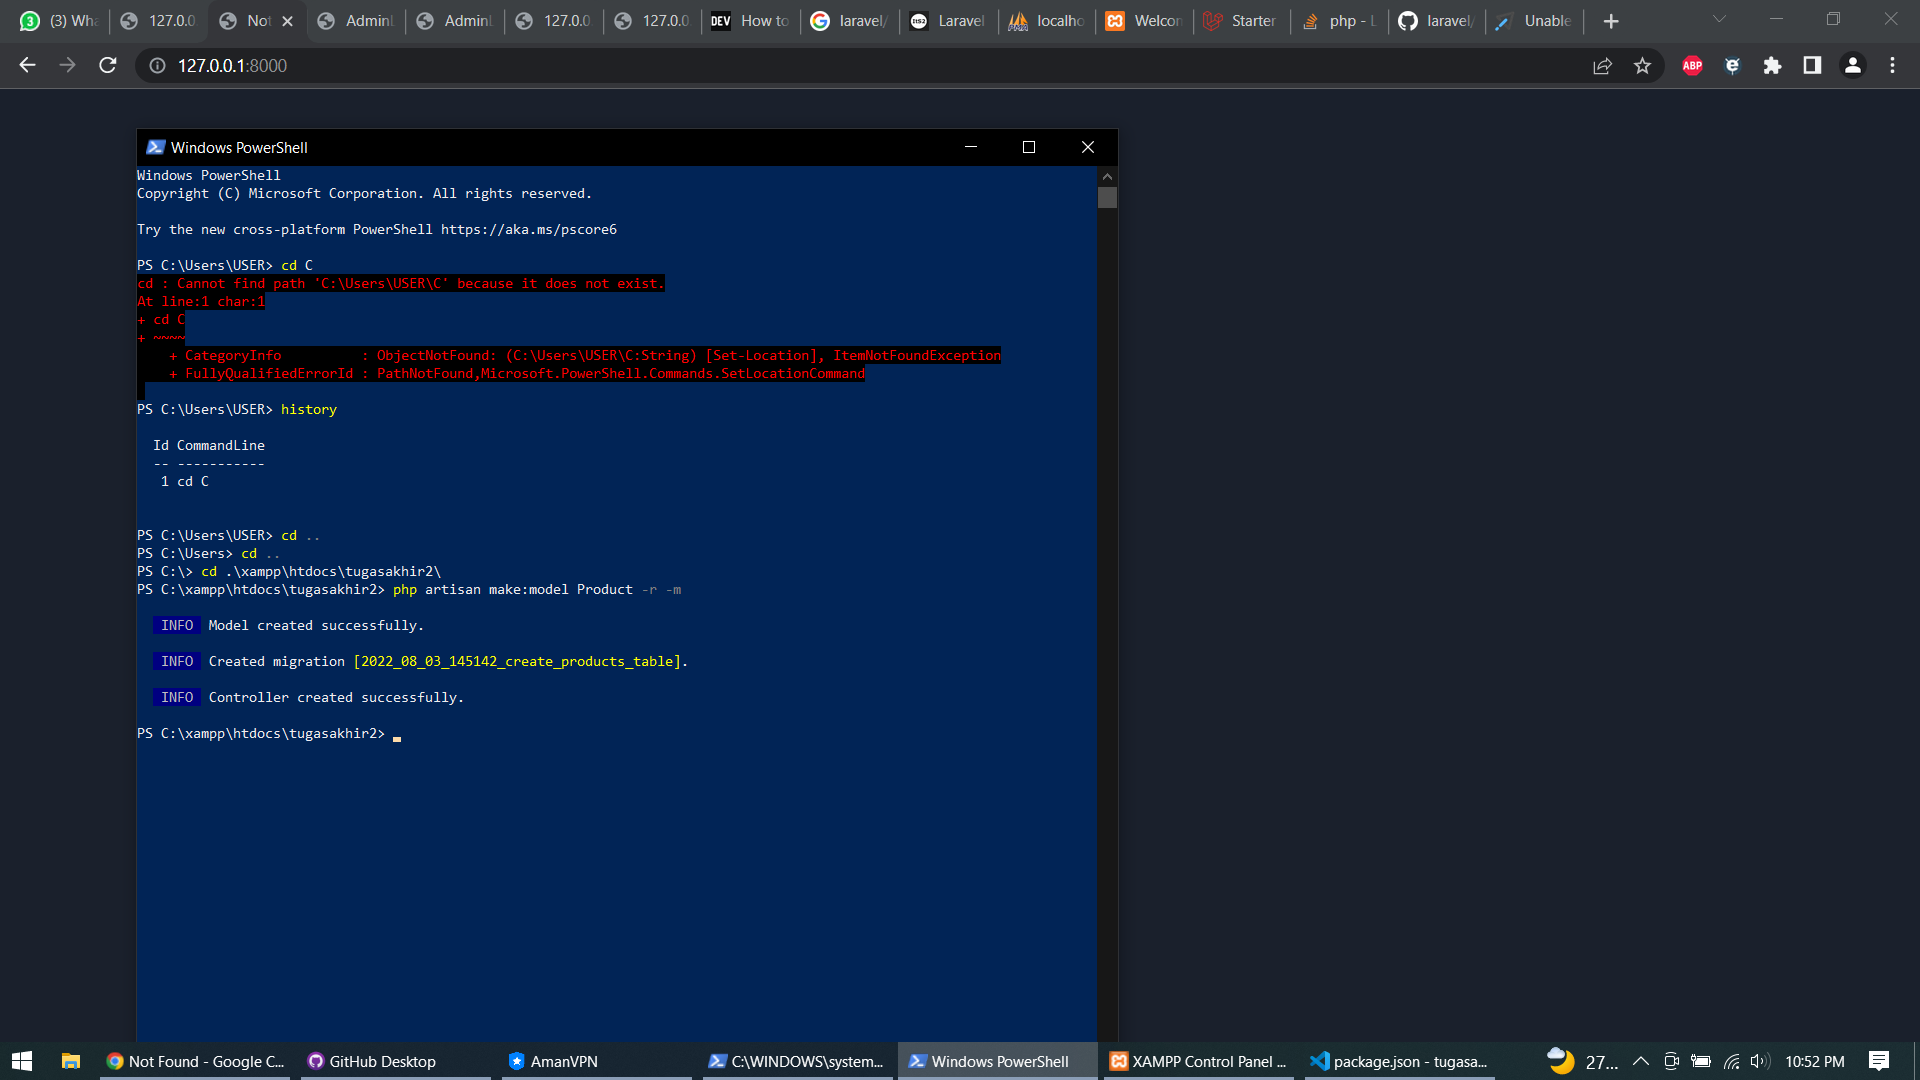 (3) Wha
127.0.0
Not
AdminL
AdminL
127.0.0
127.0.0.
DEV How to
laravel/
Laravel
localho
Welcon
Starter
php - L
laravel/
Unable
127.0.0.1:8000
ABP
Windows PowerShell
Windows PowerShell
Copyright (C) Microsoft Corporation. All rights reserved.
Try the new cross-platform PowerShell https://aka.ms/pscore6
PS C:\Users\USER> cd C
cd : Cannot find path 'C:\Users\USER\C' because it does not exist.
At line:1 char:1
+ cd C
+ ~~~~
+ CategoryInfo          : ObjectNotFound: (C:\Users\USER\C:String) [Set-Location], ItemNotFoundException
+ FullyQualifiedErrorId : PathNotFound,Microsoft.PowerShell.Commands.SetLocationCommand
PS C:\Users\USER> history
Id CommandLine
-- -----------
1 cd C
PS C:\Users\USER> cd ..
PS C:\Users> cd ..
PS C:\> cd .\xampp\htdocs\tugasakhir2\
PS C:\xampp\htdocs\tugasakhir2> php artisan make:model Product -r -m
INFO Model created successfully.
INFO Created migration [2022_08_03_145142_create_products_table].
INFO Controller created successfully.
PS C:\xampp\htdocs\tugasakhir2>
Not Found - Google C...
GitHub Desktop
AmanVPN
C:\WINDOWS\system...
Windows PowerShell
XAMPP Control Panel ...
package.json - tugasa...
27...
10:52 PM